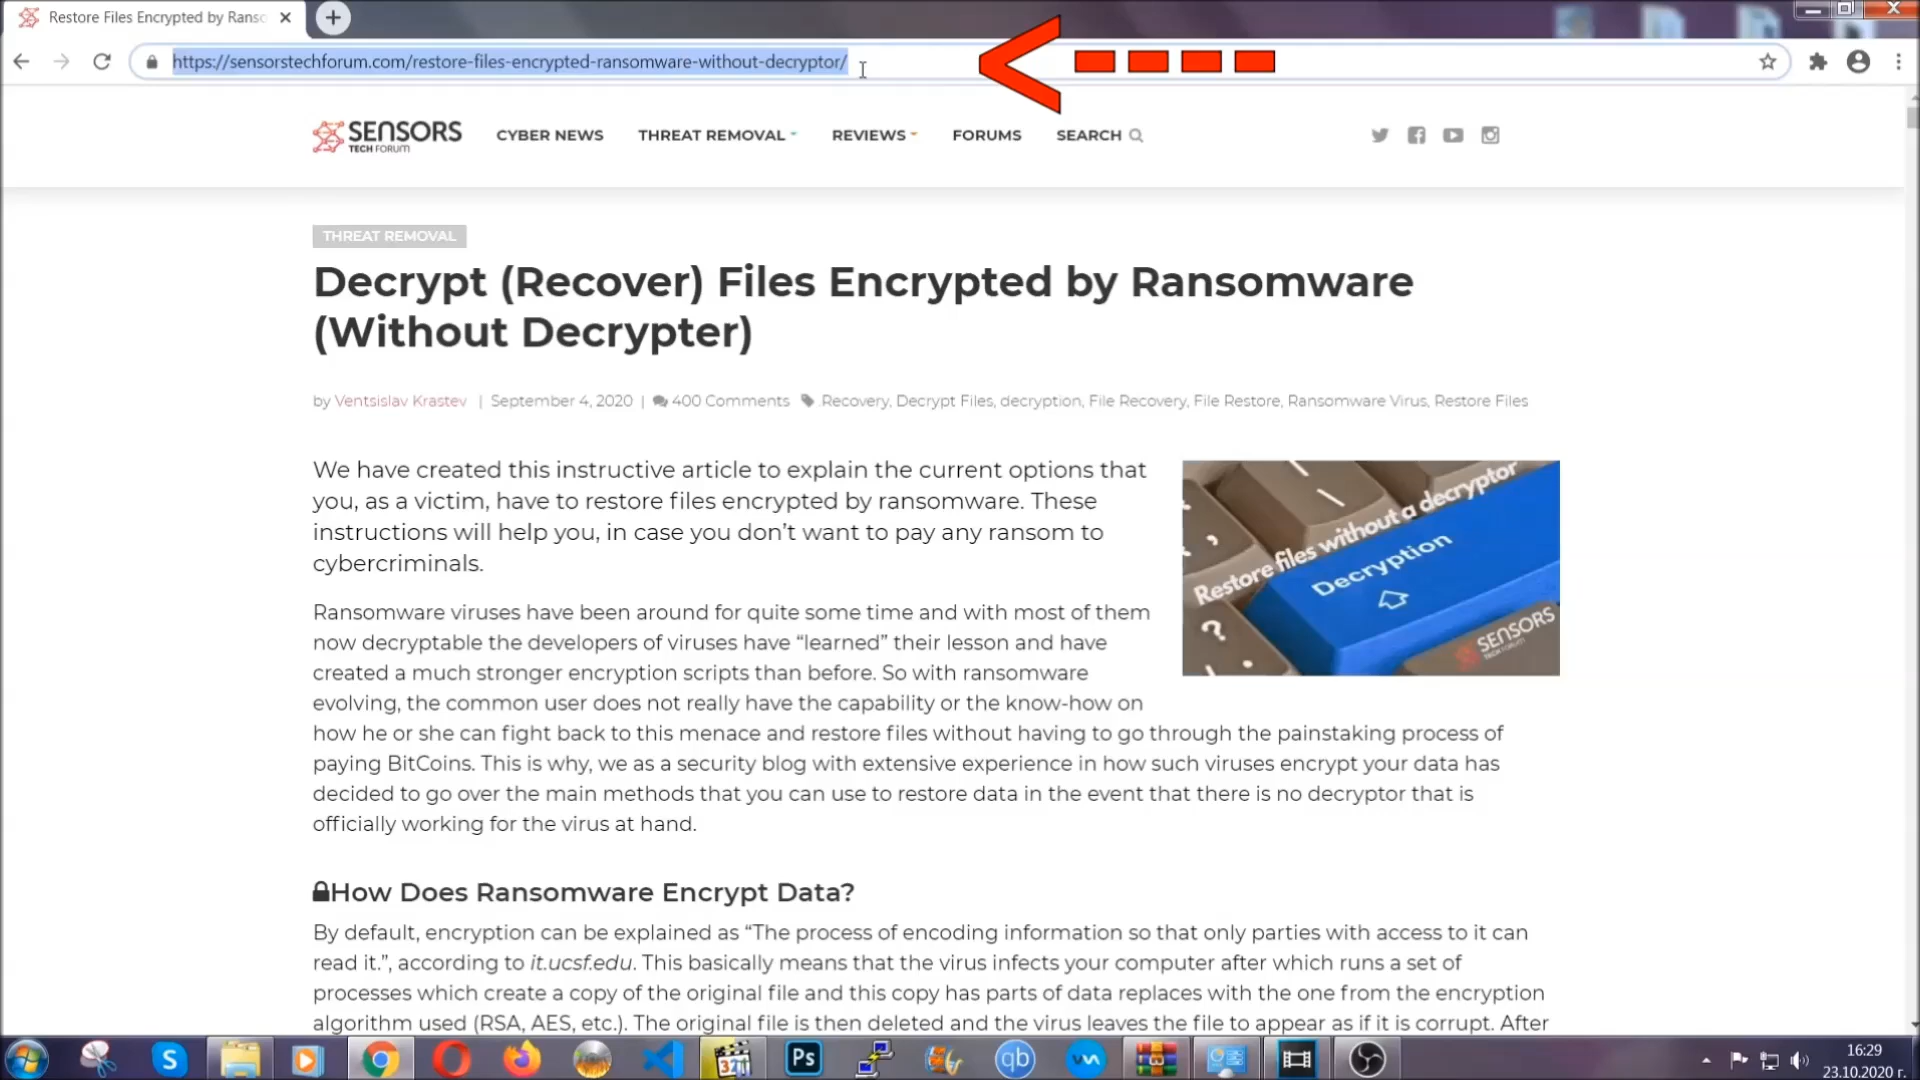 Restore Files Encrypted by Ranso
https://sensorstechforum.com/restore-files-encrypted-ransomware-without-decryptor/
SENSORS
TECH FORUM
CYBER NEWS
THREAT REMOVAL
REVIEWS
FORUMS
SEARCH
THREAT REMOVAL
Decrypt (Recover) Files Encrypted by Ransomware
(Without Decrypter)
by Ventsislav Krastev | September 4, 2020 | 400 Comments .Recovery, Decrypt Files, decryption, File Recovery, File Restore, Ransomware Virus, Restore Files
We have created this instructive article to explain the current options that
you, as a victim, have to restore files encrypted by ransomware. These
instructions will help you, in case you don’t want to pay any ransom to
cybercriminals.
Restore files without a decryptor
Decryption
SENSORS
TECH FORUM
Ransomware viruses have been around for quite some time and with most of them
now decryptable the developers of viruses have “learned” their lesson and have
created a much stronger encryption scripts than before. So with ransomware
evolving, the common user does not really have the capability or the know-how on
how he or she can fight back to this menace and restore files without having to go through the painstaking process of
paying BitCoins. This is why, we as a security blog with extensive experience in how such viruses encrypt your data has
decided to go over the main methods that you can use to restore data in the event that there is no decryptor that is
officially working for the virus at hand.
How Does Ransomware Encrypt Data?
By default, encryption can be explained as “The process of encoding information so that only parties with access to it can
read it.”, according to it.ucsf.edu. This basically means that the virus infects your computer after which runs a set of
processes which create a copy of the original file and this copy has parts of data replaces with the one from the encryption
algorithm used (RSA, AES, etc.). The original file is then deleted and the virus leaves the file to appear as if it is corrupt. After
S
321
Ps
qb
16:29
23.10.2020 г.